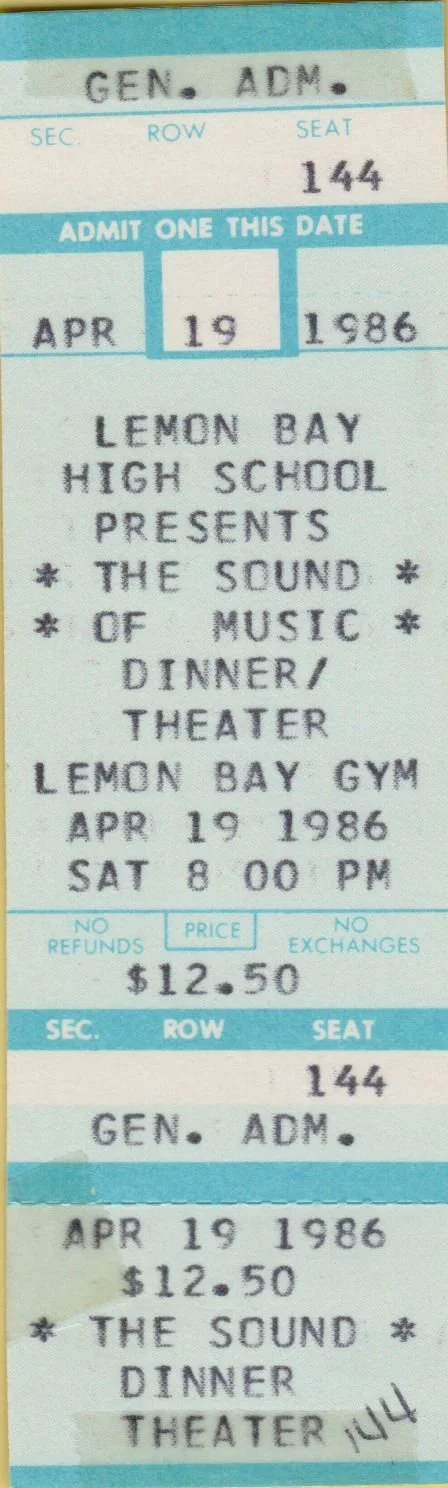 GEN. ADM.
SEC. ROW SEAT
144
ADMIT ONE THIS DATE
APR 19 1986
LEMON BAY
HIGH SCHOOL
PRESENTS
* THE SOUND *
* OF MUSIC *
DINNER/
THEATER
LEMON BAY GYM
APR 19 1986
SAT 8 00 PM
NO REFUNDS PRICE NO EXCHANGES
$12.50
SEC. ROW SEAT
144
GEN. ADM.
APR 19 1986
$12.50
* THE SOUND *
DINNER
THEATER 144